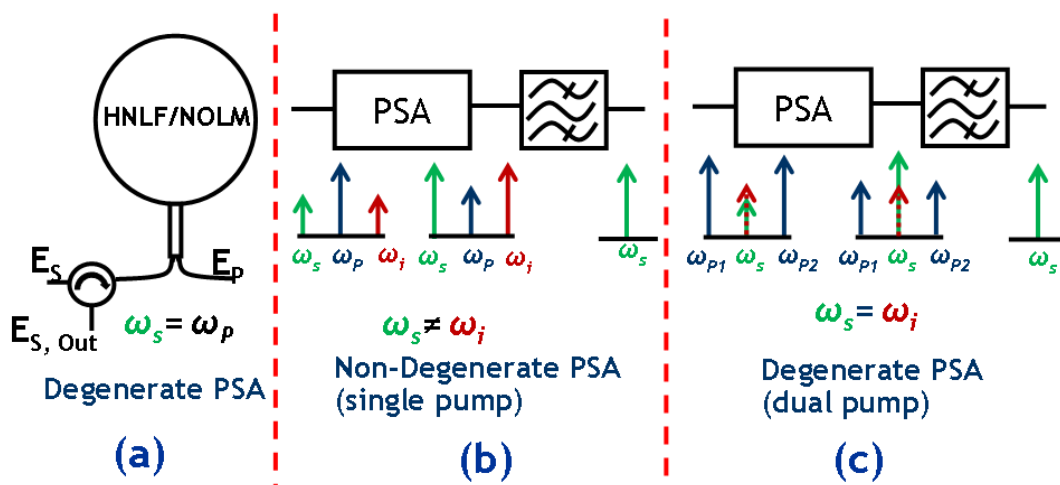 HNLF/NOLM
E_S
E_P
E_S, Out
ω_s = ω_p
Degenerate PSA
(a)
PSA
ω_s ω_P ω_i ω_s ω_P ω_i
ω_s
ω_s ≠ ω_i
Non-Degenerate PSA
(single pump)
(b)
PSA
ω_P1 ω_s ω_P2 ω_P1 ω_s ω_P2
ω_s
ω_s = ω_i
Degenerate PSA
(dual pump)
(c)